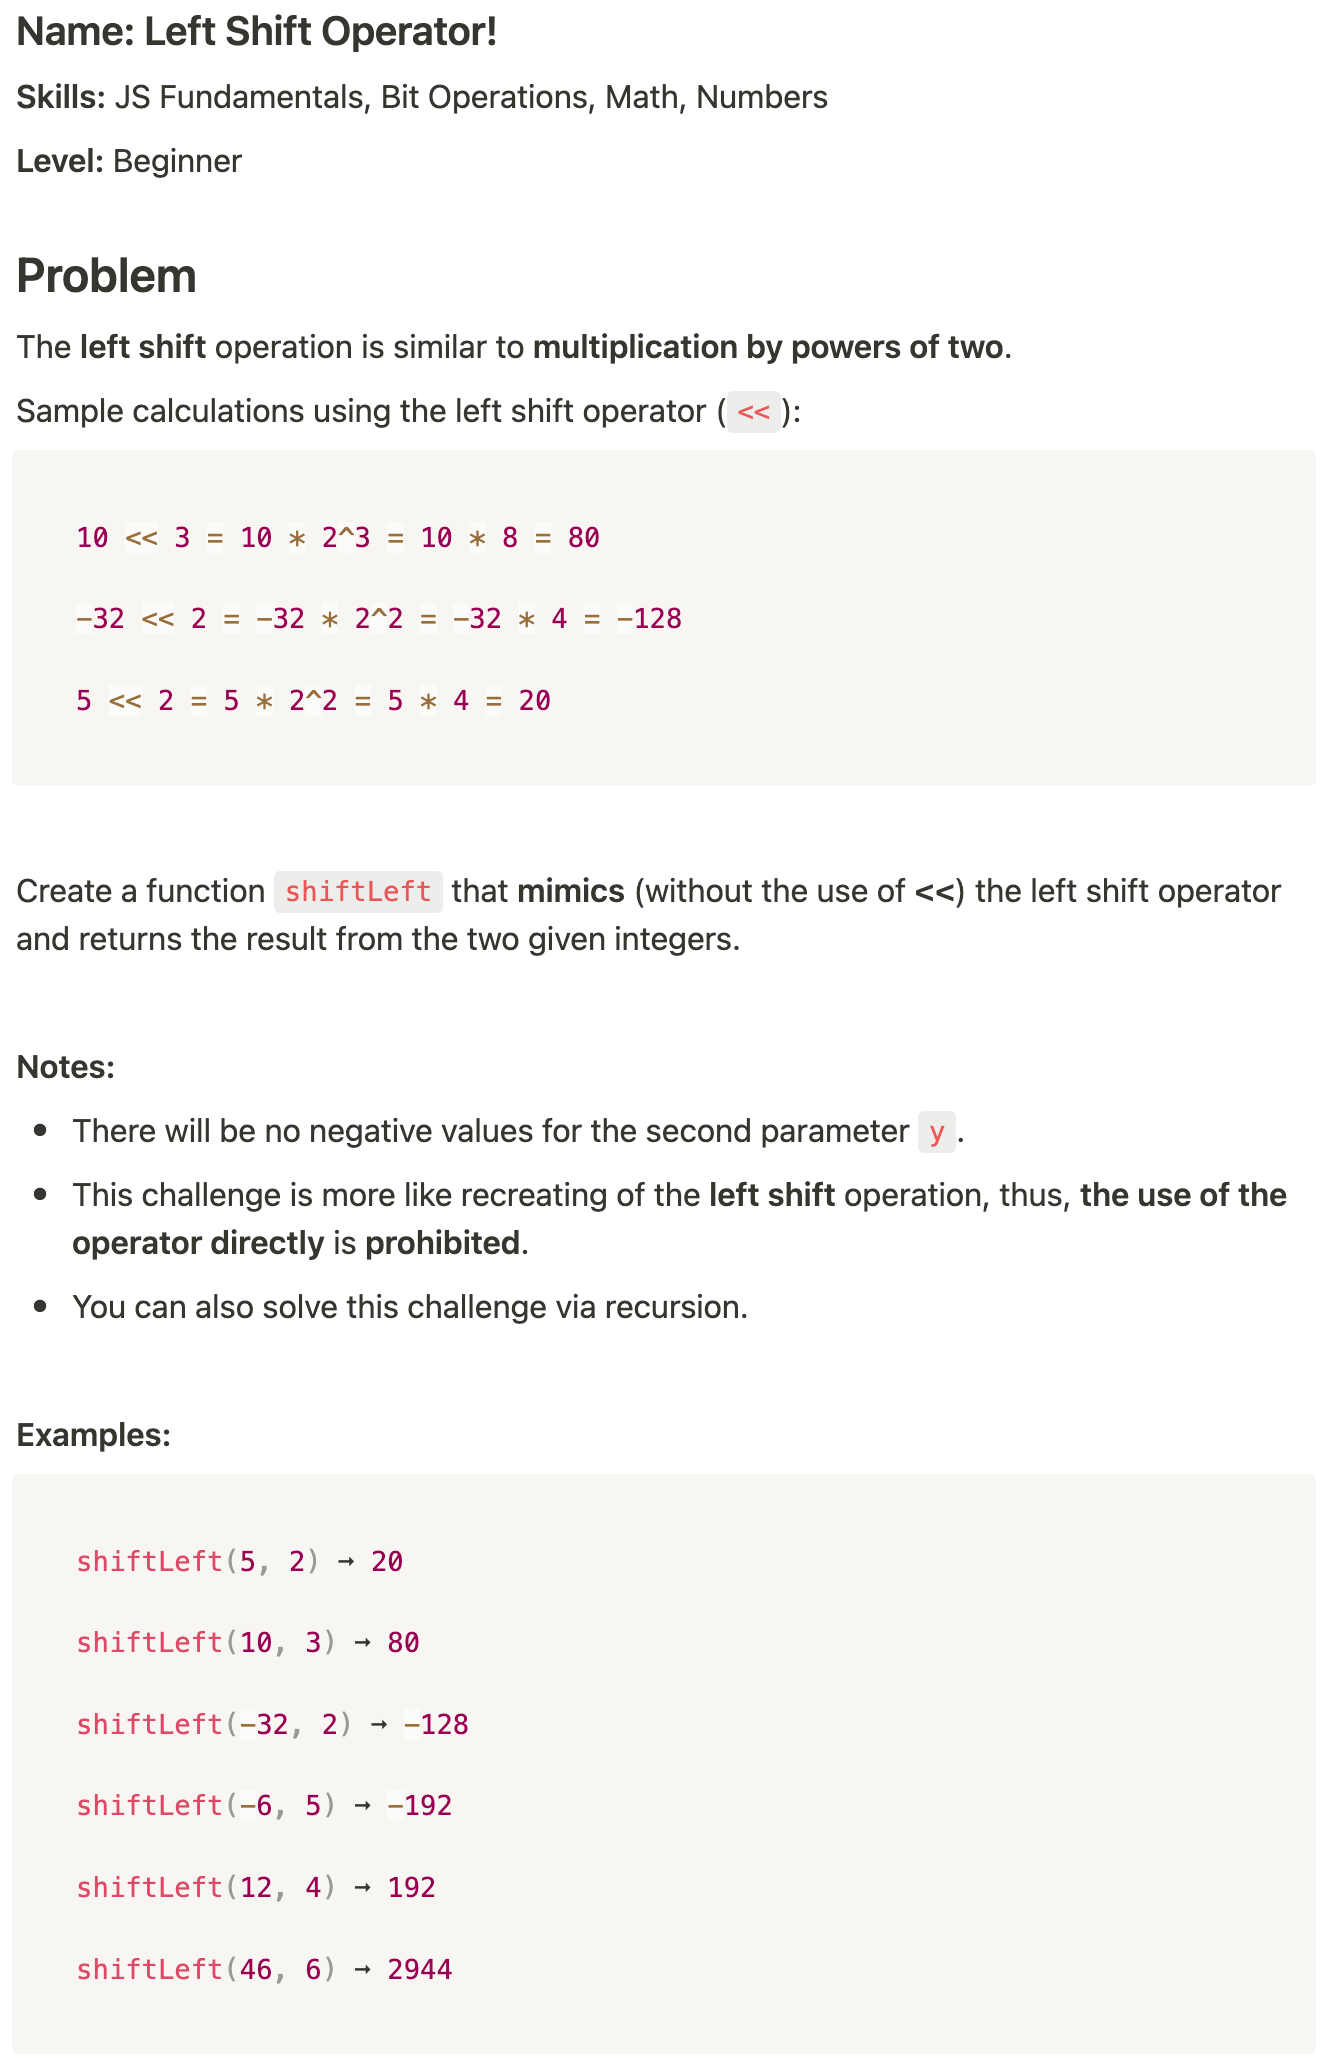 Name: Left Shift Operator!
Skills: JS Fundamentals, Bit Operations, Math, Numbers
Level: Beginner
Problem
The left shift operation is similar to multiplication by powers of two.
Sample calculations using the left shift operator ( << ):
10 << 3 = 10 * 2^3 = 10 * 8 = 80
-32 << 2 = -32 * 2^2 = -32 * 4 = -128
5 << 2 = 5 * 2^2 = 5 * 4 = 20
Create a function shiftLeft that mimics (without the use of <<) the left shift operator
and returns the result from the two given integers.
Notes:
• There will be no negative values for the second parameter y.
• This challenge is more like recreating of the left shift operation, thus, the use of the
operator directly is prohibited.
• You can also solve this challenge via recursion.
Examples:
shiftLeft(5, 2) → 20
shiftLeft(10, 3) → 80
shiftLeft(-32, 2) → -128
shiftLeft(-6, 5) → -192
shiftLeft(12, 4) → 192
shiftLeft(46, 6) → 2944